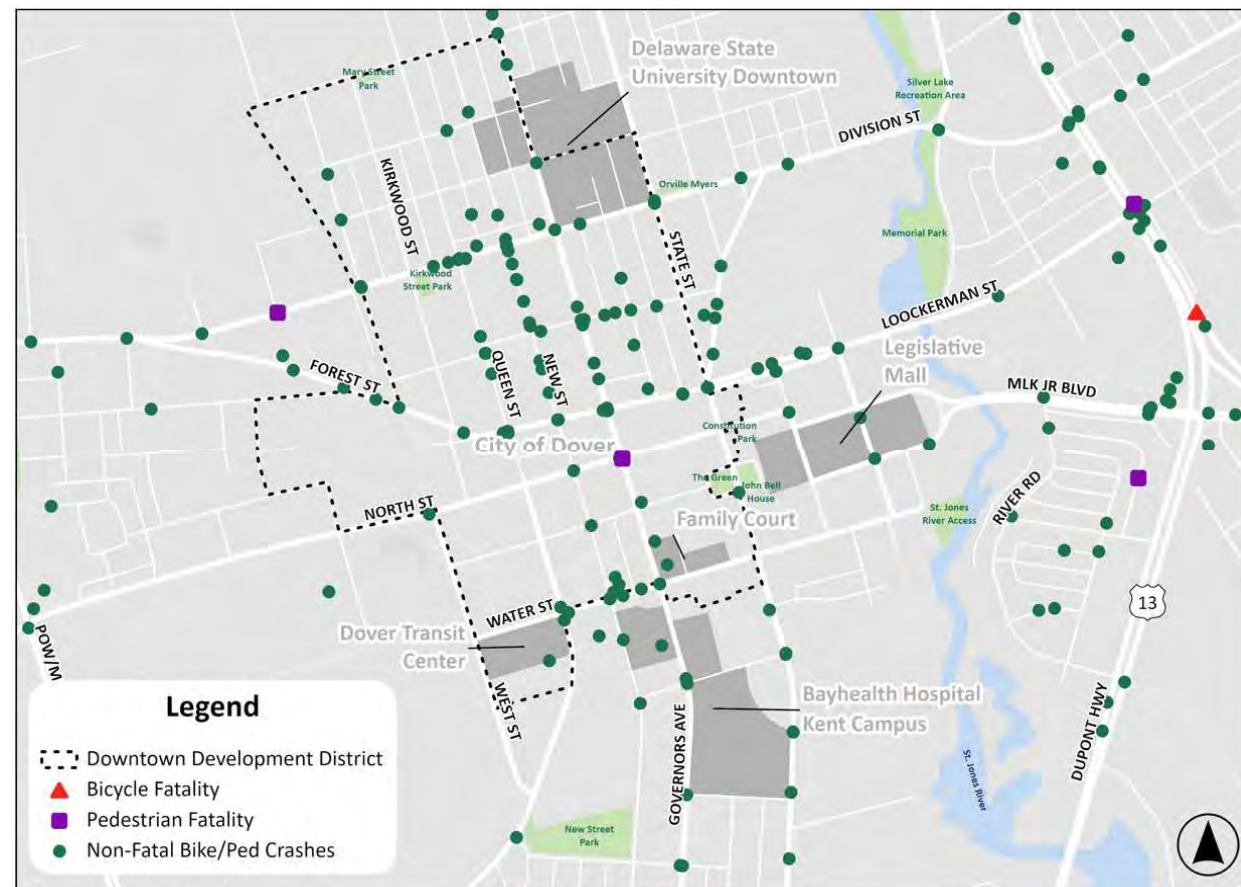 Delaware State
University Downtown
Mary Street
Park
Silver Lake
Recreation Area
DIVISION ST
KIRKWOOD ST
Orville Myers
Memorial Park
STATE ST
Kirkwood
Street Park
LOOCKERMAN ST
Legislative
Mall
FOREST ST
QUEEN ST
NEW ST
MLK JR BLVD
Constitution
Park
City of Dover
The Green
John Bell
House
NORTH ST
Family Court
St. Jones
River Access
RIVER RD
13
WATER ST
Dover Transit
Center
POW/M
WEST ST
Bayhealth Hospital
Kent Campus
GOVERNORS AVE
DUPONT HWY
St. Jones River
New Street
Park
Legend
Downtown Development District
Bicycle Fatality
Pedestrian Fatality
Non-Fatal Bike/Ped Crashes